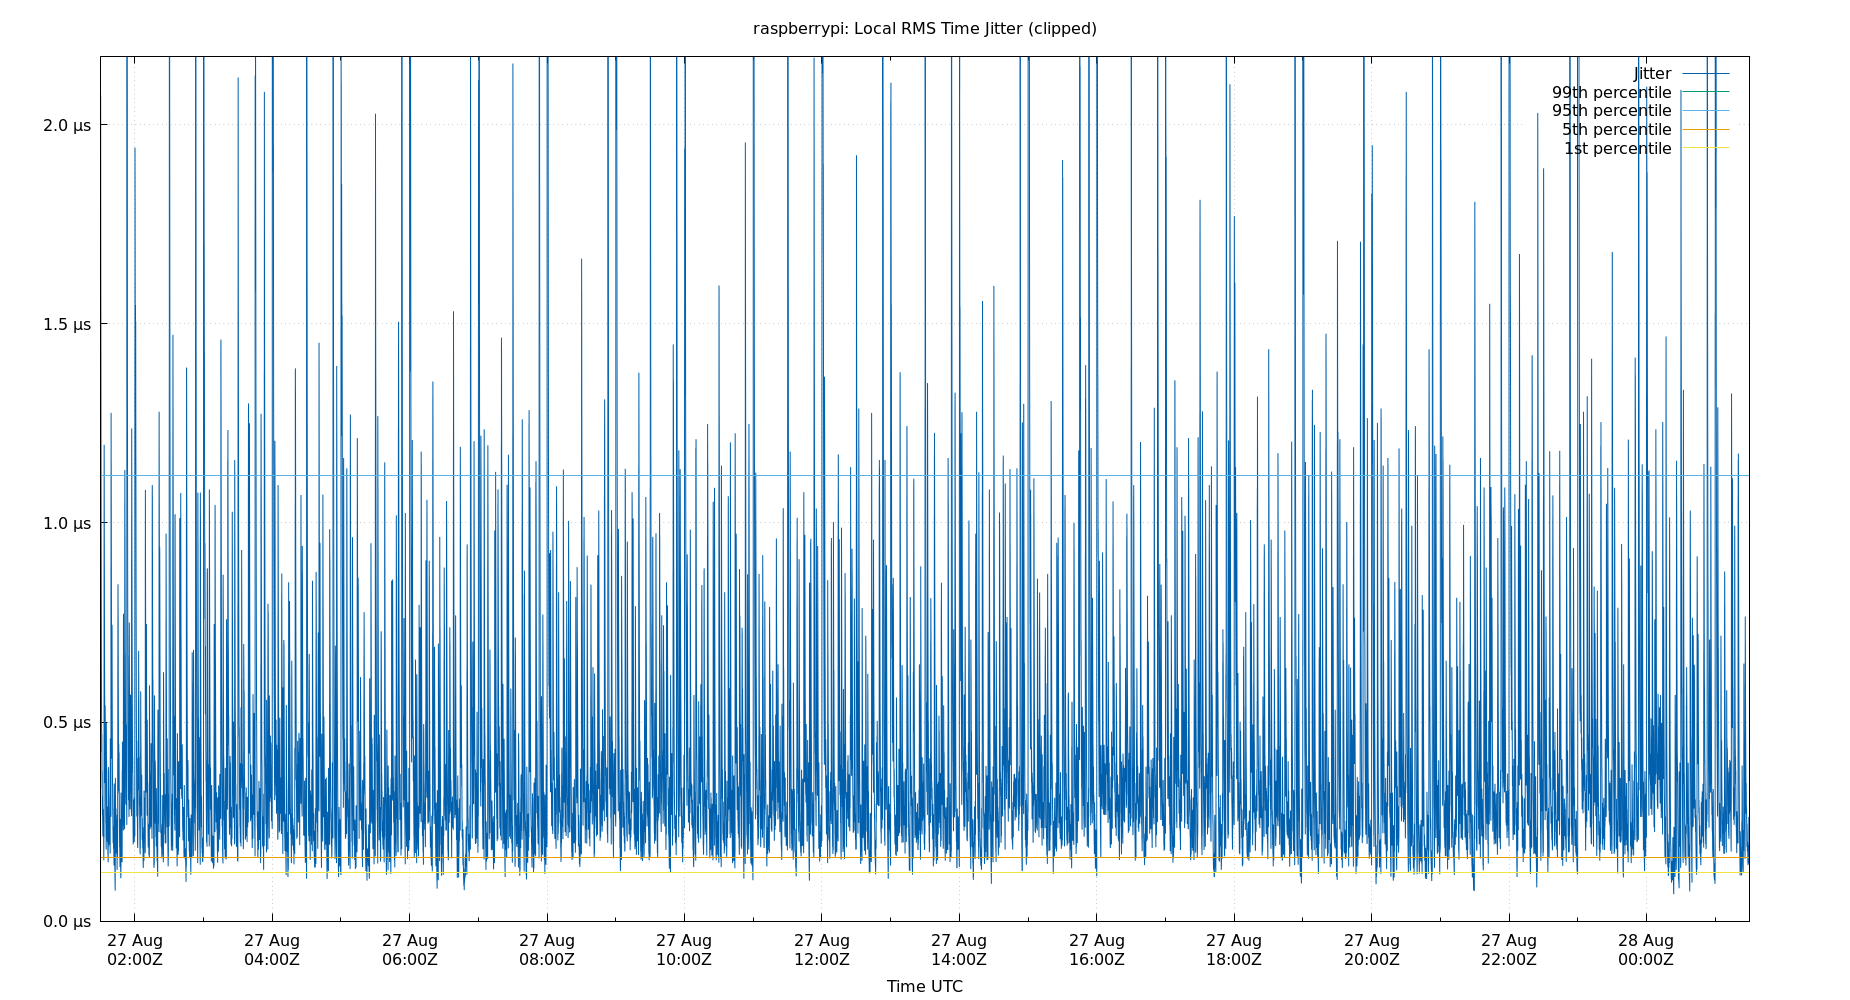 raspberrypi: Local RMS Time Jitter (clipped)
Jitter
99th percentile
95th percentile
5th percentile
1st percentile
2.0 µs
1.5 µs
1.0 µs
0.5 µs
0.0 µs
27 Aug 27 Aug 27 Aug 27 Aug 27 Aug 27 Aug 27 Aug 27 Aug 27 Aug 27 Aug 27 Aug 28 Aug
02:00Z 04:00Z 06:00Z 08:00Z 10:00Z 12:00Z 14:00Z 16:00Z 18:00Z 20:00Z 22:00Z 00:00Z
Time UTC